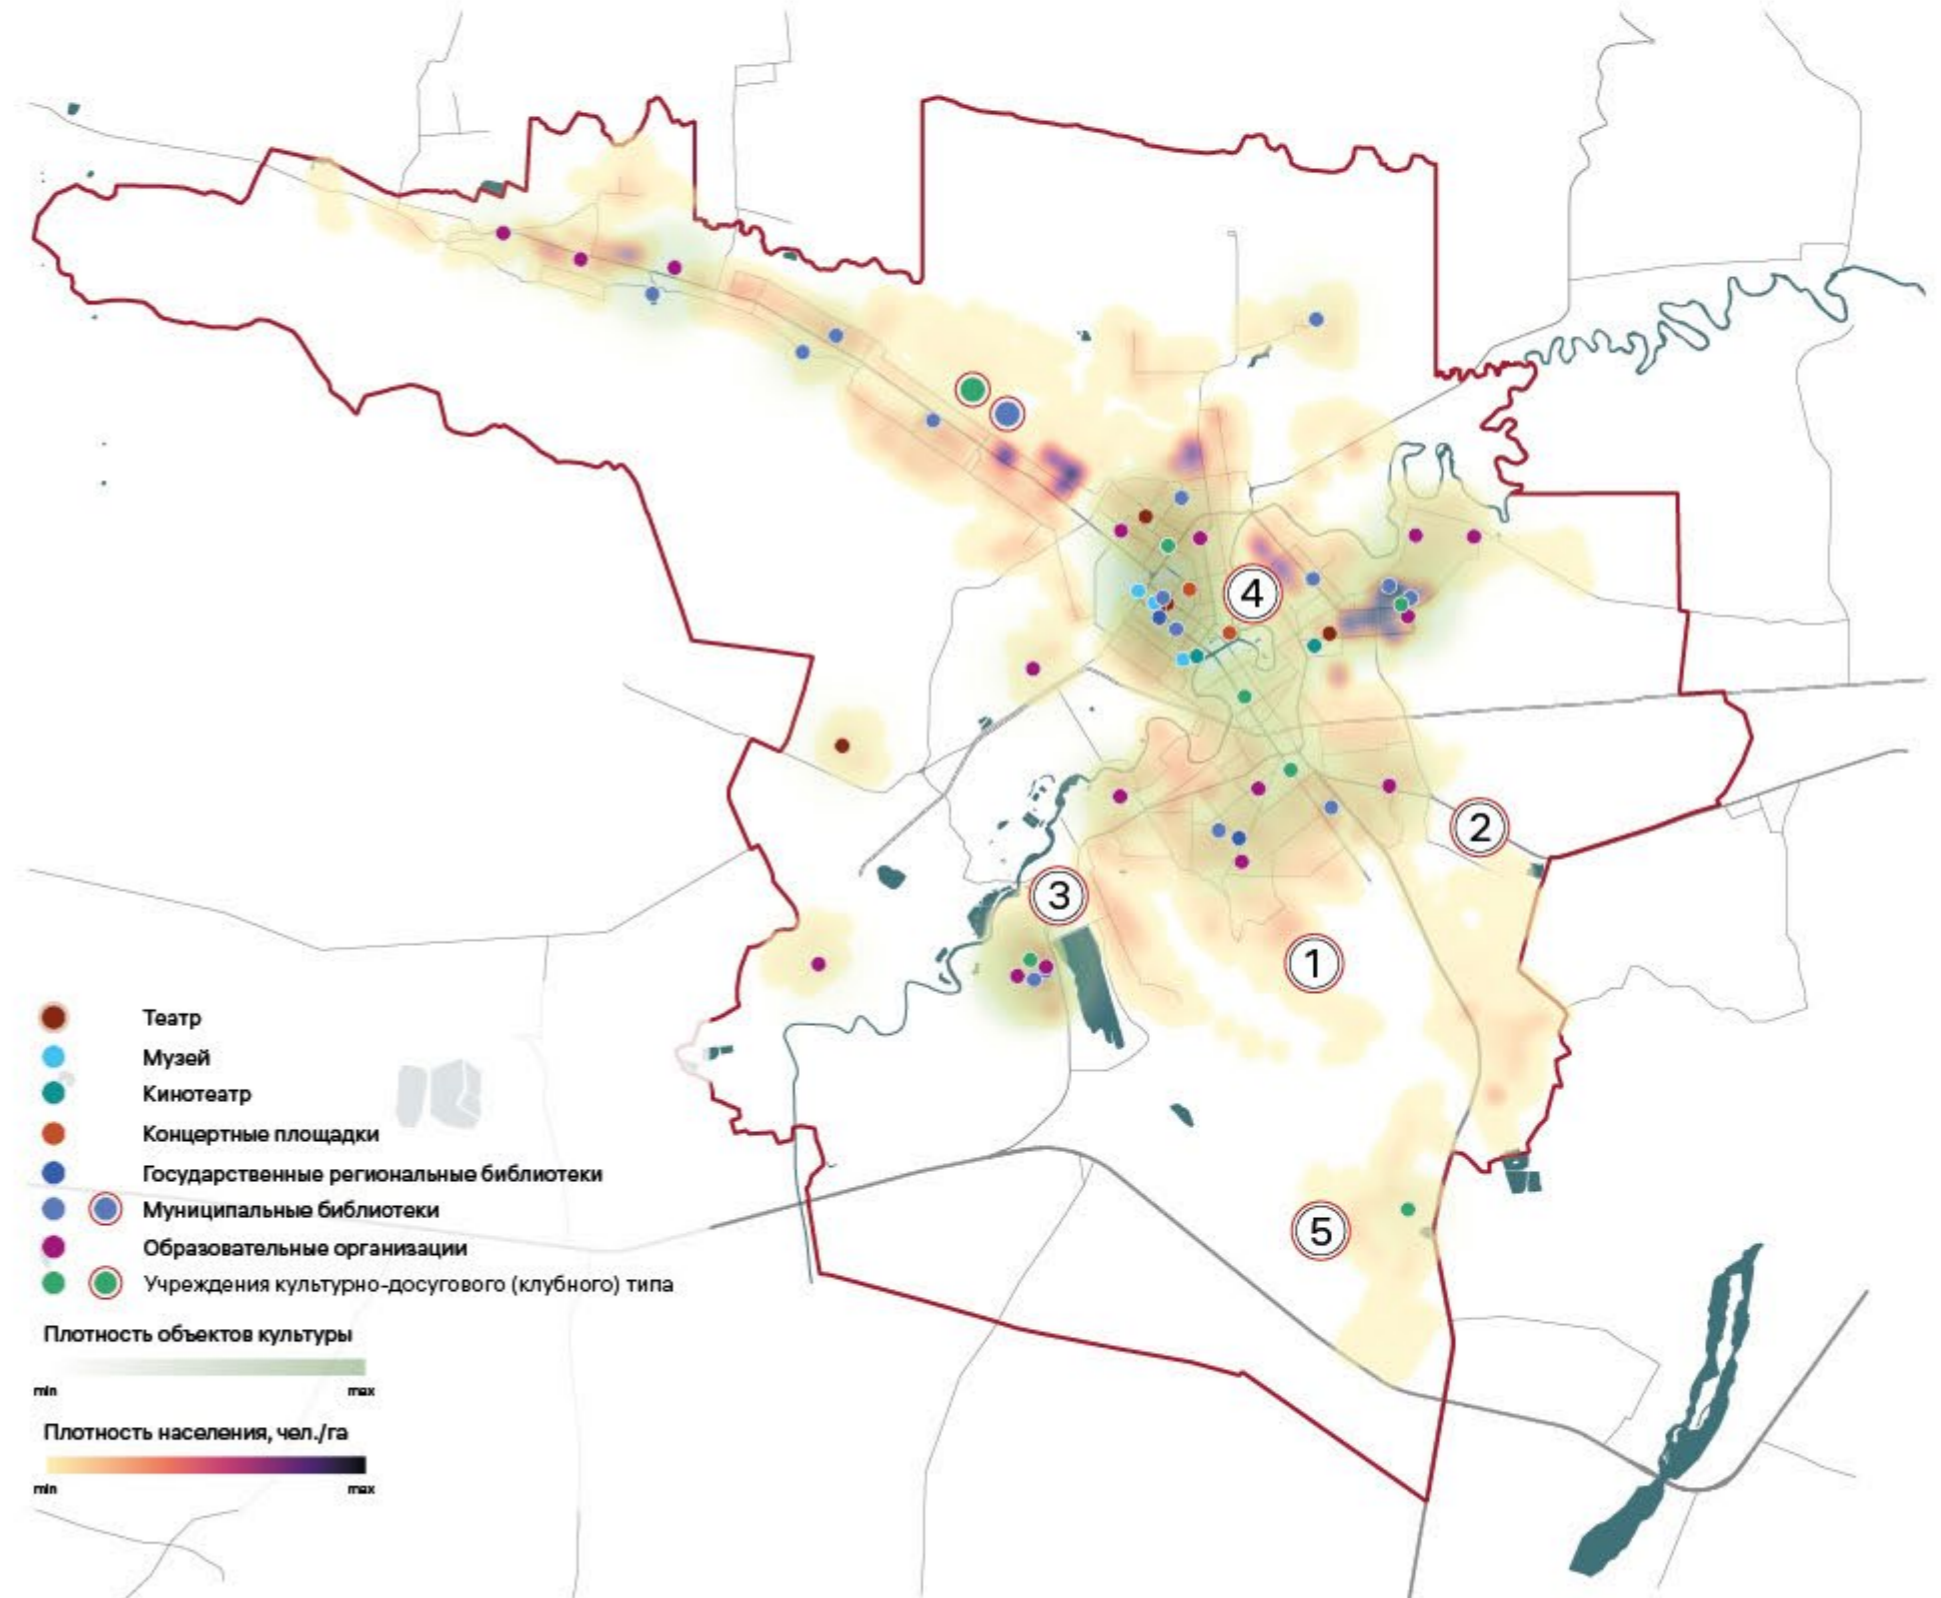 4
2
3
1
5
Театр
Музей
Кинотеатр
Концертные площадки
Государственные региональные библиотеки
Муниципальные библиотеки
Образовательные организации
Учреждения культурно-досугового (клубного) типа
Плотность объектов культуры
min max
Плотность населения, чел./га
min max